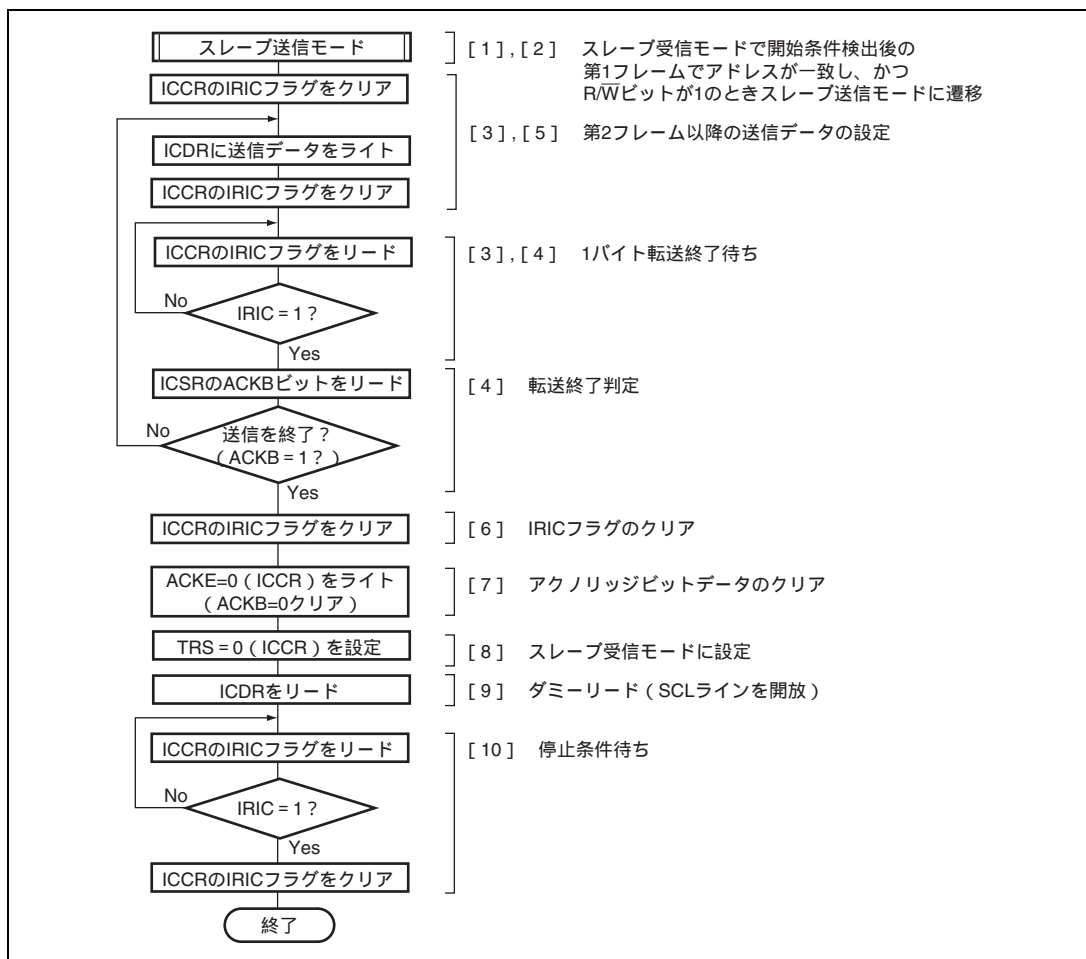 スレーブ送信モード
[ 1 ] , [ 2 ] スレーブ受信モードで開始条件検出後の
第1フレームでアドレスが一致し、かつ
R/W̅ビットが1のときスレーブ送信モードに遷移
ICCRのIRICフラグをクリア
[ 3 ] , [ 5 ] 第2フレーム以降の送信データの設定
ICDRに送信データをライト
ICCRのIRICフラグをクリア
ICCRのIRICフラグをリード
[ 3 ] , [ 4 ] 1バイト転送終了待ち
No
IRIC = 1 ?
Yes
ICSRのACKBビットをリード
[ 4 ] 転送終了判定
No
送信を終了 ?
( ACKB = 1 ? )
Yes
ICCRのIRICフラグをクリア
[ 6 ] IRICフラグのクリア
ACKE=0 ( ICCR ) をライト
( ACKB=0クリア )
[ 7 ] アクノリッジビットデータのクリア
TRS = 0 ( ICCR ) を設定
[ 8 ] スレーブ受信モードに設定
ICDRをリード
[ 9 ] ダミーリード ( SCLラインを開放 )
ICCRのIRICフラグをリード
[ 10 ] 停止条件待ち
No
IRIC = 1 ?
Yes
ICCRのIRICフラグをクリア
終了